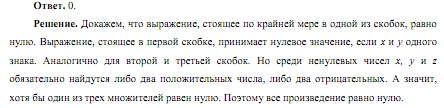 Ответ. 0.
Решение. Докажем, что выражение, стоящее по крайней мере в одной из скобок, равно
нулю. Выражение, стоящее в первой скобке, принимает нулевое значение, если x и y одного
знака. Аналогично для второй и третьей скобок. Но среди ненулевых чисел x, y и z
обязательно найдутся либо два положительных числа, либо два отрицательных. А значит,
хотя бы один из трех множителей равен нулю. Поэтому все произведение равно нулю.